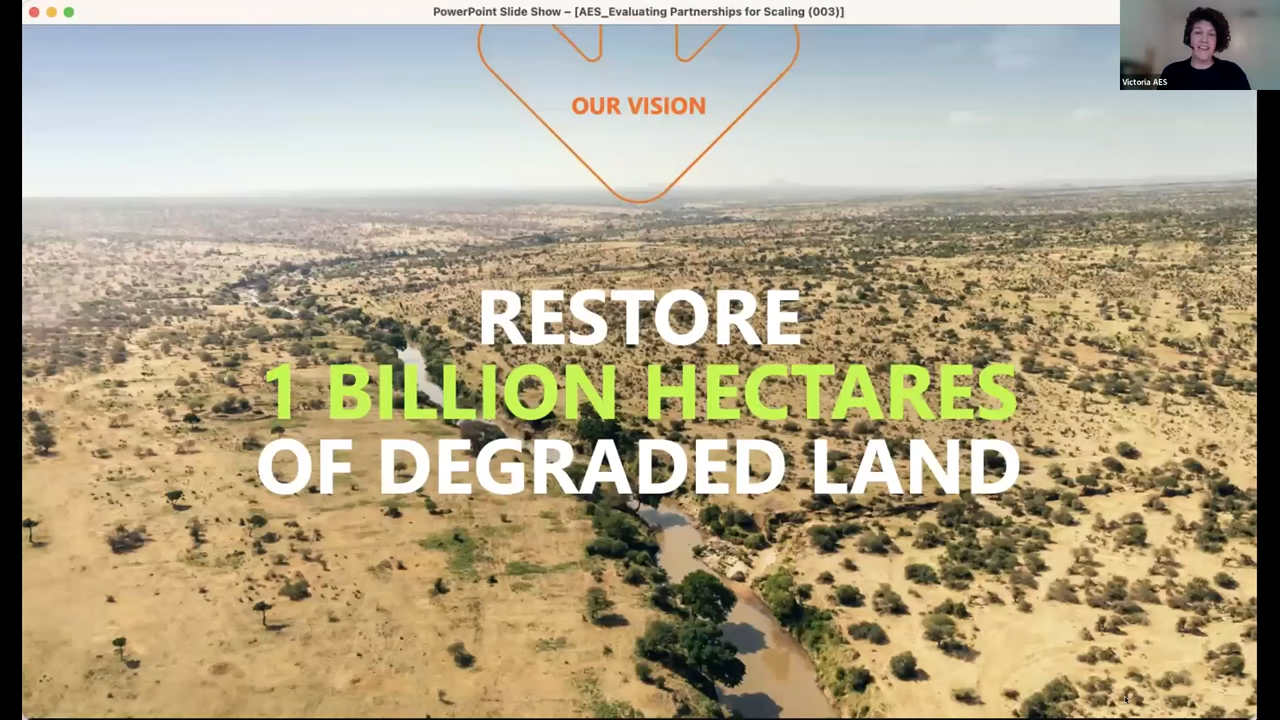 PowerPoint Slide Show – [AES_Evaluating Partnerships for Scaling (003)]
Victoria AES
OUR VISION
RESTORE
1 BILLION HECTARES
OF DEGRADED LAND